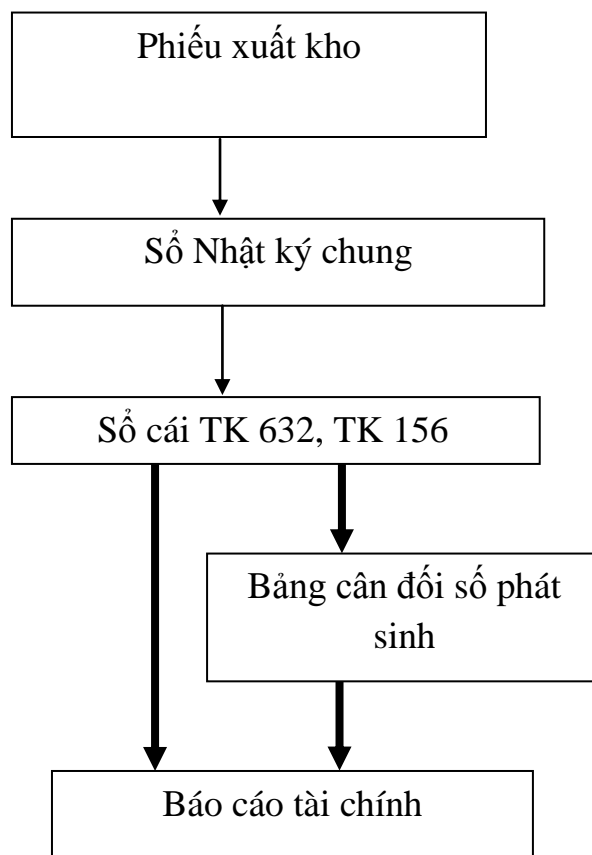 Phiếu xuất kho
Sổ Nhật ký chung
Sổ cái TK 632, TK 156
Bảng cân đối số phát
sinh
Báo cáo tài chính